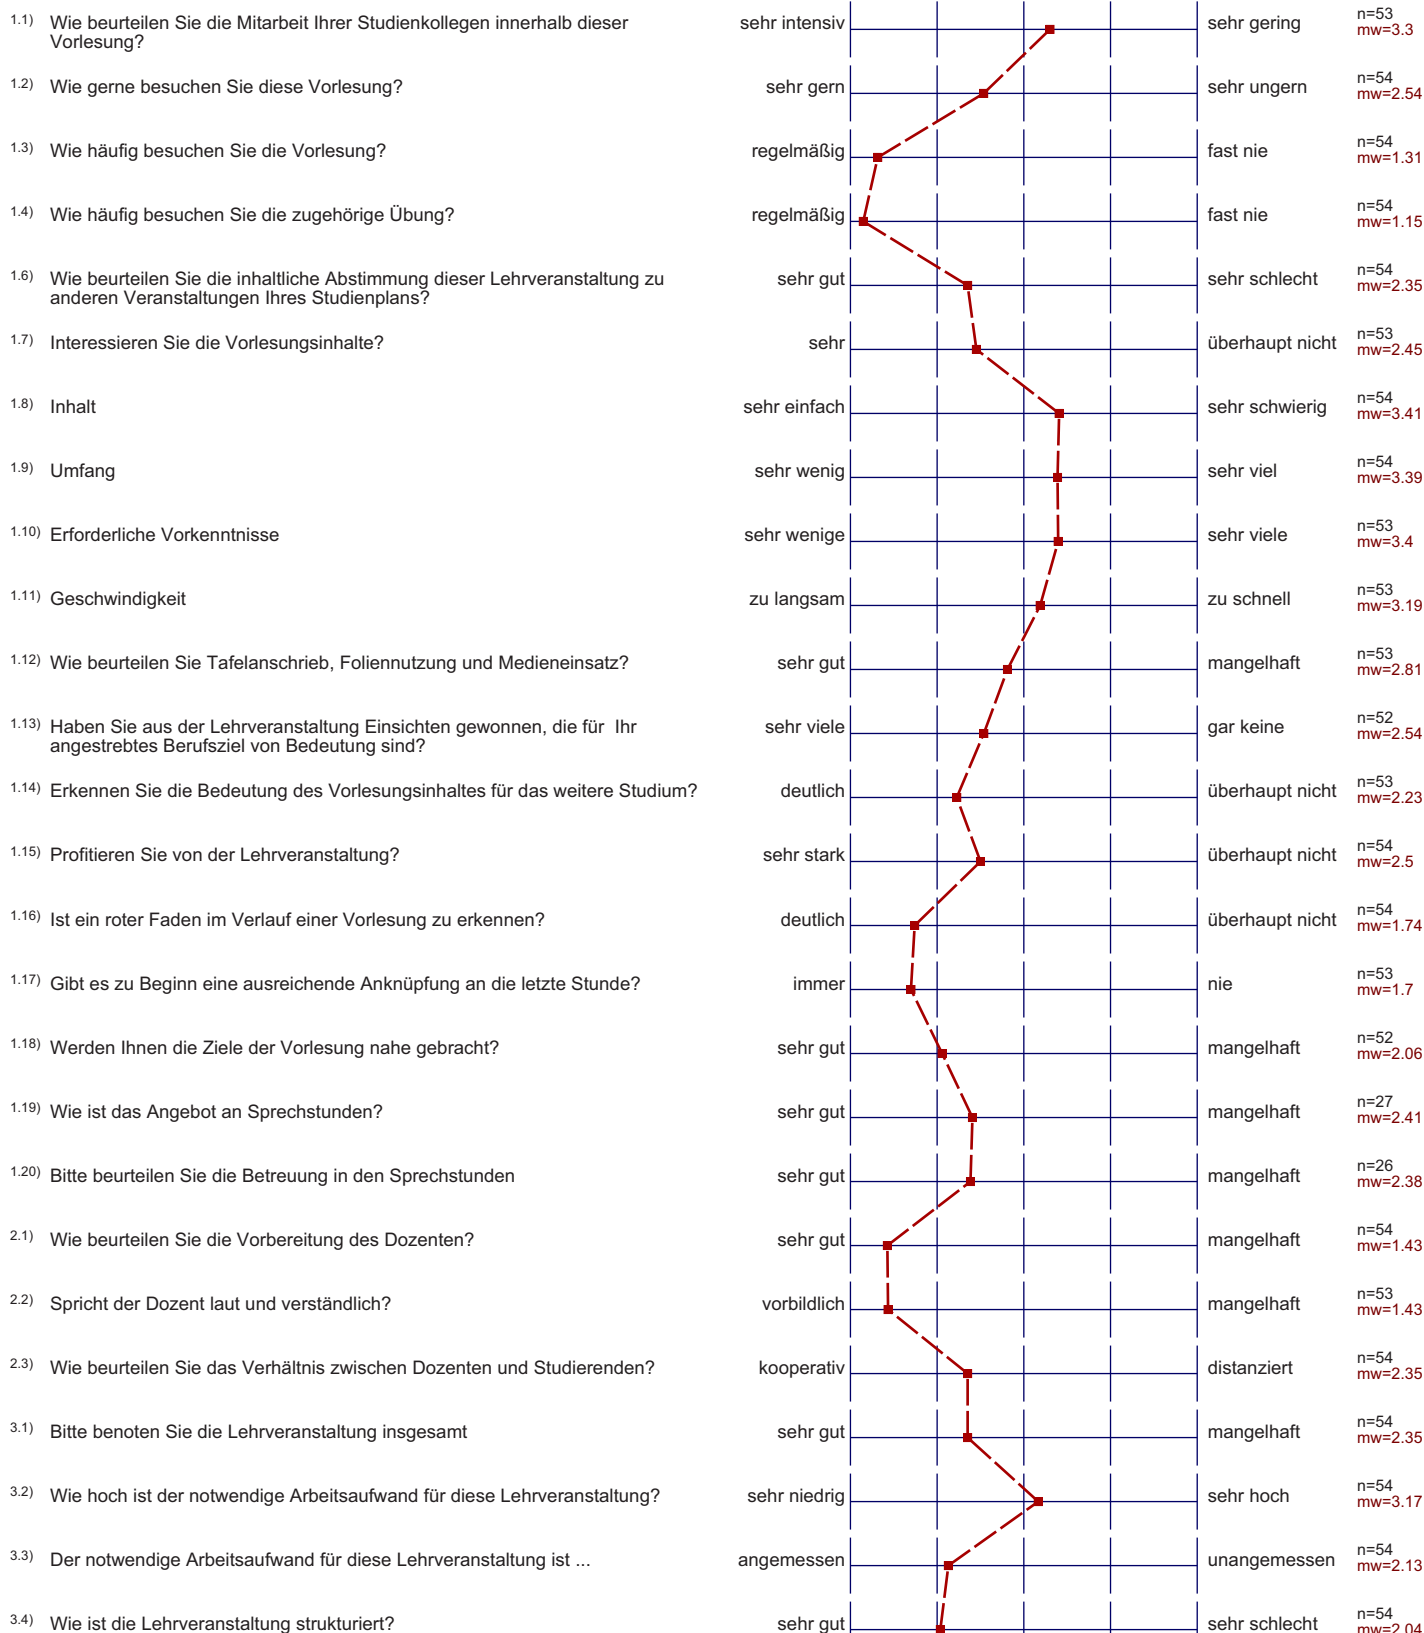 1.1) Wie beurteilen Sie die Mitarbeit Ihrer Studienkollegen innerhalb dieser Vorlesung? sehr intensiv sehr gering n=53 mw=3.3
1.2) Wie gerne besuchen Sie diese Vorlesung? sehr gern sehr ungern n=54 mw=2.54
1.3) Wie häufig besuchen Sie die Vorlesung? regelmäßig fast nie n=54 mw=1.31
1.4) Wie häufig besuchen Sie die zugehörige Übung? regelmäßig fast nie n=54 mw=1.15
1.6) Wie beurteilen Sie die inhaltliche Abstimmung dieser Lehrveranstaltung zu anderen Veranstaltungen Ihres Studienplans? sehr gut sehr schlecht n=54 mw=2.35
1.7) Interessieren Sie die Vorlesungsinhalte? sehr überhaupt nicht n=53 mw=2.45
1.8) Inhalt sehr einfach sehr schwierig n=54 mw=3.41
1.9) Umfang sehr wenig sehr viel n=54 mw=3.39
1.10) Erforderliche Vorkenntnisse sehr wenige sehr viele n=53 mw=3.4
1.11) Geschwindigkeit zu langsam zu schnell n=53 mw=3.19
1.12) Wie beurteilen Sie Tafelanschrieb, Foliennutzung und Medieneinsatz? sehr gut mangelhaft n=53 mw=2.81
1.13) Haben Sie aus der Lehrveranstaltung Einsichten gewonnen, die für Ihr angestrebtes Berufsziel von Bedeutung sind? sehr viele gar keine n=52 mw=2.54
1.14) Erkennen Sie die Bedeutung des Vorlesungsinhaltes für das weitere Studium? deutlich überhaupt nicht n=53 mw=2.23
1.15) Profitieren Sie von der Lehrveranstaltung? sehr stark überhaupt nicht n=54 mw=2.5
1.16) Ist ein roter Faden im Verlauf einer Vorlesung zu erkennen? deutlich überhaupt nicht n=54 mw=1.74
1.17) Gibt es zu Beginn eine ausreichende Anknüpfung an die letzte Stunde? immer nie n=53 mw=1.7
1.18) Werden Ihnen die Ziele der Vorlesung nahe gebracht? sehr gut mangelhaft n=52 mw=2.06
1.19) Wie ist das Angebot an Sprechstunden? sehr gut mangelhaft n=27 mw=2.41
1.20) Bitte beurteilen Sie die Betreuung in den Sprechstunden sehr gut mangelhaft n=26 mw=2.38
2.1) Wie beurteilen Sie die Vorbereitung des Dozenten? sehr gut mangelhaft n=54 mw=1.43
2.2) Spricht der Dozent laut und verständlich? vorbildlich mangelhaft n=53 mw=1.43
2.3) Wie beurteilen Sie das Verhältnis zwischen Dozenten und Studierenden? kooperativ distanziert n=54 mw=2.35
3.1) Bitte benoten Sie die Lehrveranstaltung insgesamt sehr gut mangelhaft n=54 mw=2.35
3.2) Wie hoch ist der notwendige Arbeitsaufwand für diese Lehrveranstaltung? sehr niedrig sehr hoch n=54 mw=3.17
3.3) Der notwendige Arbeitsaufwand für diese Lehrveranstaltung ist ... angemessen unangemessen n=54 mw=2.13
3.4) Wie ist die Lehrveranstaltung strukturiert? sehr gut sehr schlecht n=54 mw=2.04